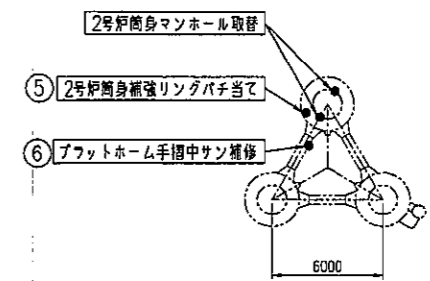 2号炉筒身マンホール取替
⑤ 2号炉筒身補強リングパチ当て
⑥ プラットホーム手摺中サン補修
6000